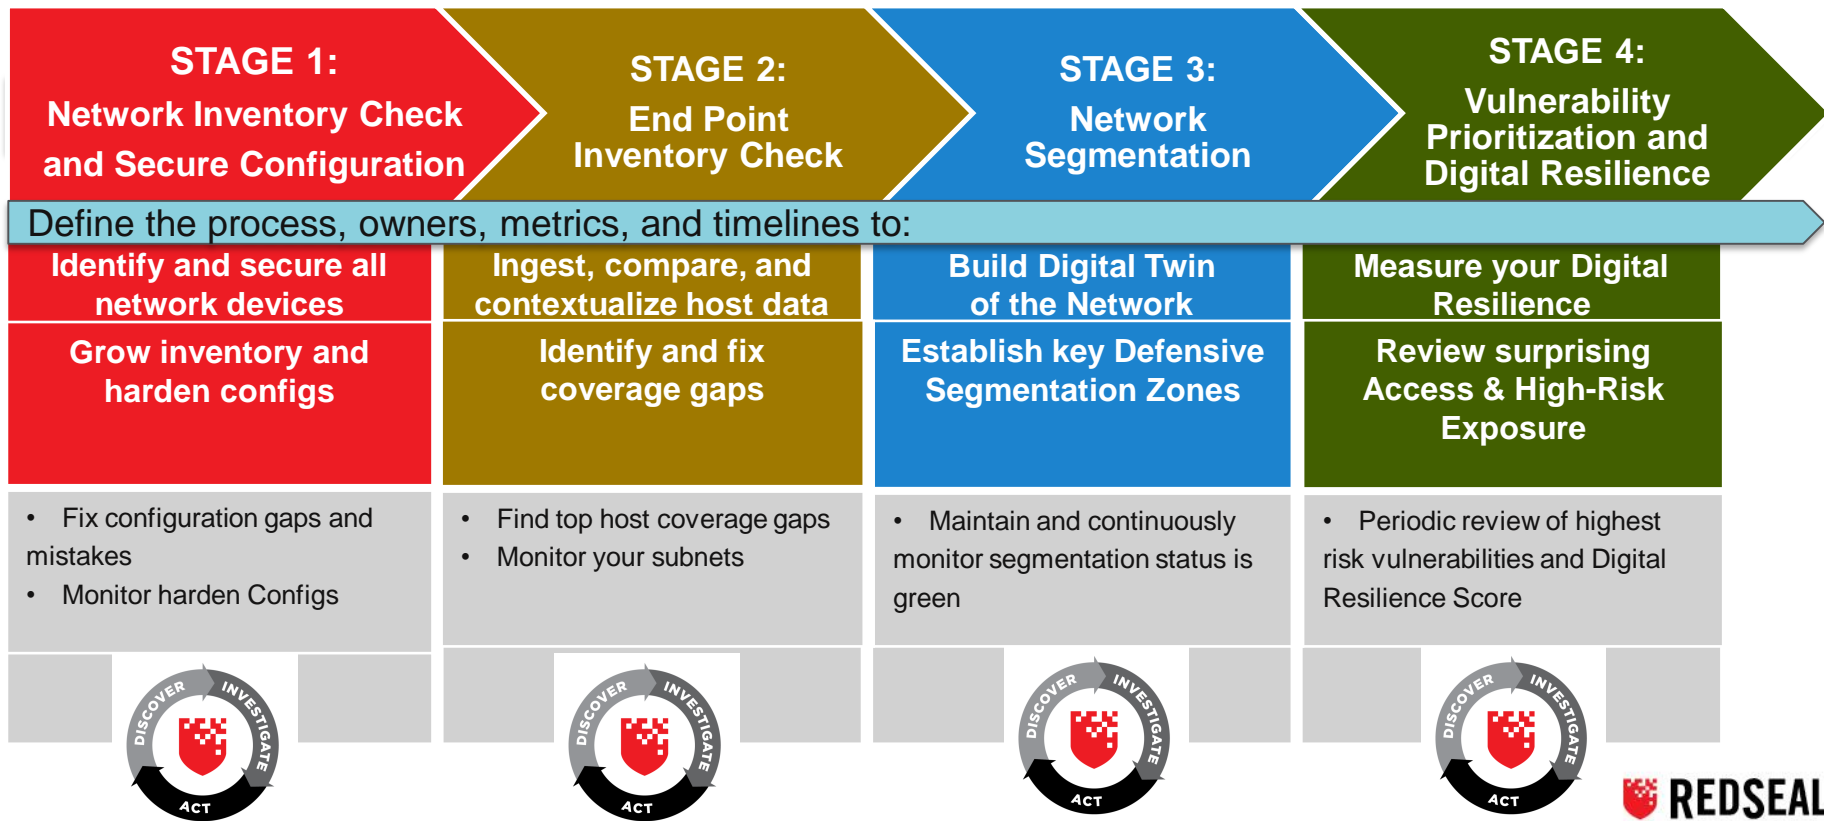 STAGE 1:
Network Inventory Check
and Secure Configuration
STAGE 2:
End Point
Inventory Check
STAGE 3:
Network
Segmentation
STAGE 4:
Vulnerability
Prioritization and
Digital Resilience
Define the process, owners, metrics, and timelines to:
Identify and secure all
network devices
Ingest, compare, and
contextualize host data
Build Digital Twin
of the Network
Measure your Digital
Resilience
Grow inventory and
harden configs
Identify and fix
coverage gaps
Establish key Defensive
Segmentation Zones
Review surprising
Access & High-Risk
Exposure
• Fix configuration gaps and
mistakes
• Monitor harden Configs
• Find top host coverage gaps
• Monitor your subnets
• Maintain and continuously
monitor segmentation status is
green
• Periodic review of highest
risk vulnerabilities and Digital
Resilience Score
DISCOVER
INVESTIGATE
ACT
DISCOVER
INVESTIGATE
ACT
DISCOVER
INVESTIGATE
ACT
DISCOVER
INVESTIGATE
ACT
REDSEAL